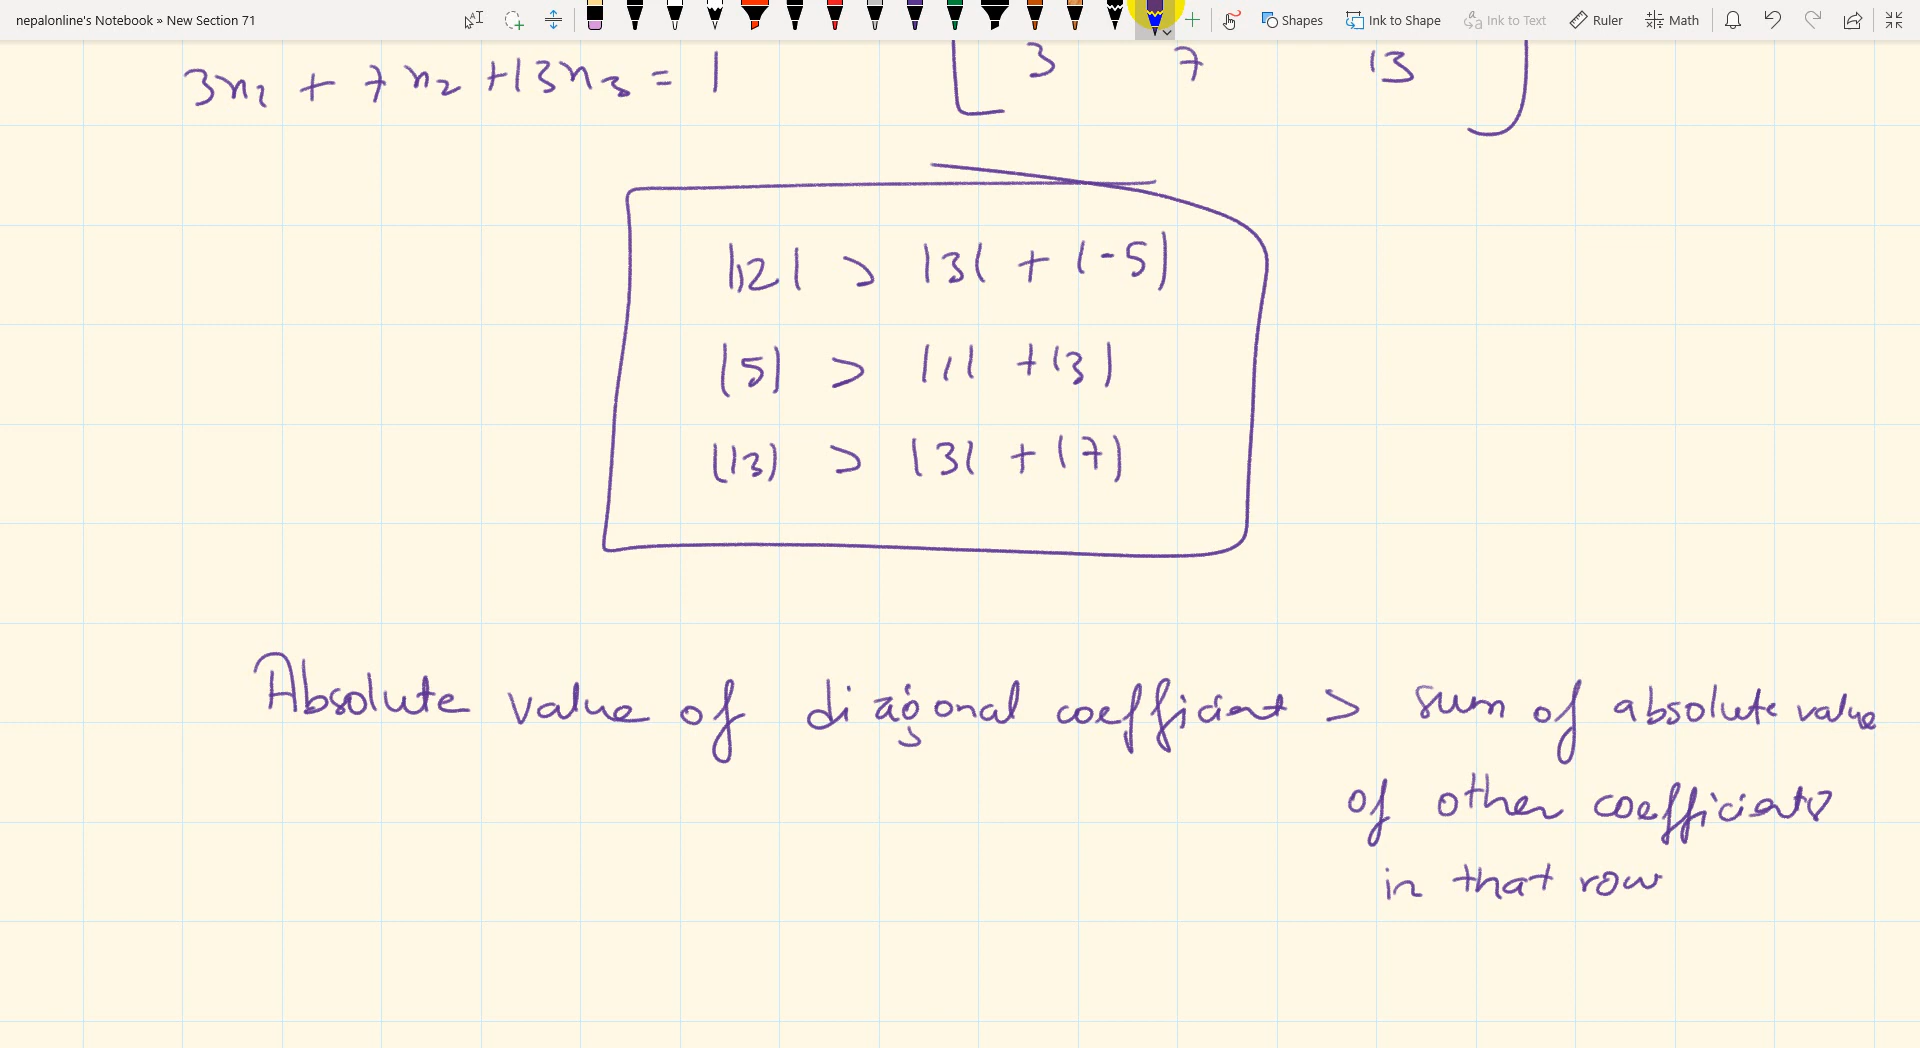 nepalonline's Notebook » New Section 71
Shapes Ink to Shape Ink to Text Ruler Math
3x₁ + 7x₂ + 13x₃ = 1
3 7 13
|12| > |3| + |-5|
|5| > |1| + |3|
|13| > |3| + |7|
Absolute value of diagonal coefficient > sum of absolute value
of other coefficients
in that row